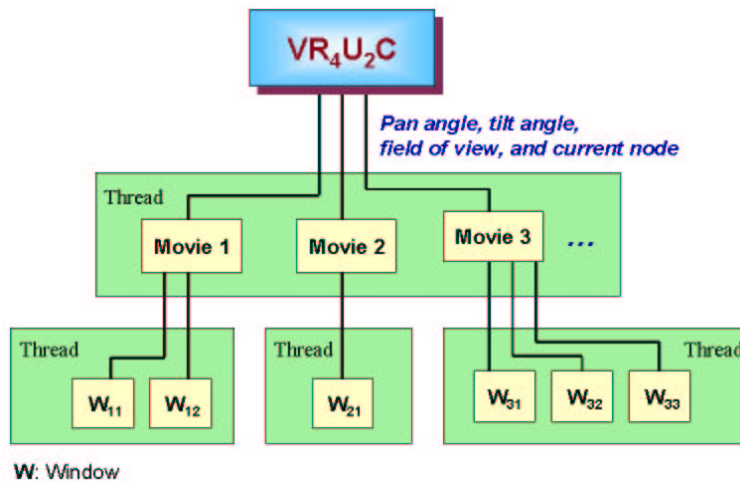 VR₄U₂C
Pan angle, tilt angle,
field of view, and current node
Thread
Movie 1
Movie 2
Movie 3
...
Thread
Thread
Thread
W₁₁
W₁₂
W₂₁
W₃₁
W₃₂
W₃₃
W: Window